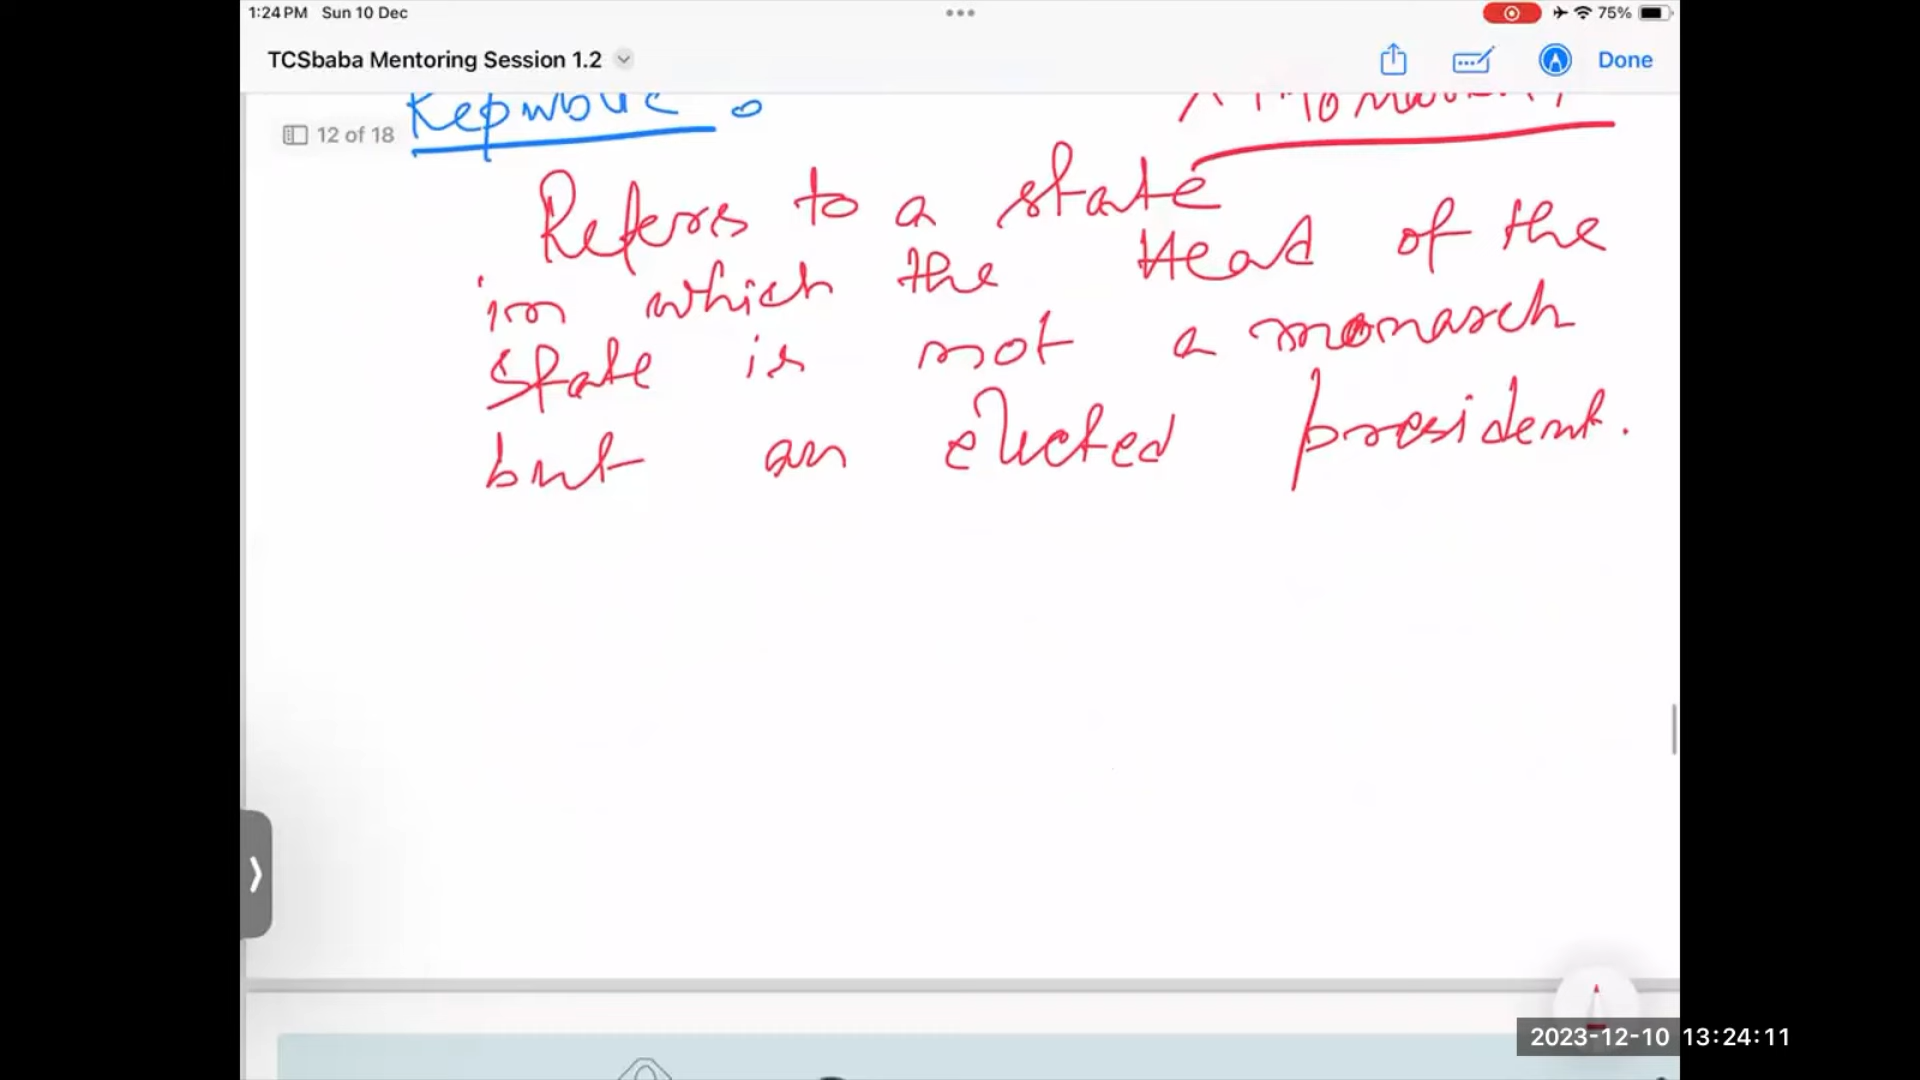 1:24 PM Sun 10 Dec
75%
TCSbaba Mentoring Session 1.2
Done
12 of 18
Republic
Refers to a state
in which the Head of the
state is not a monarch
but an elected president.
2023-12-10 13:24:11